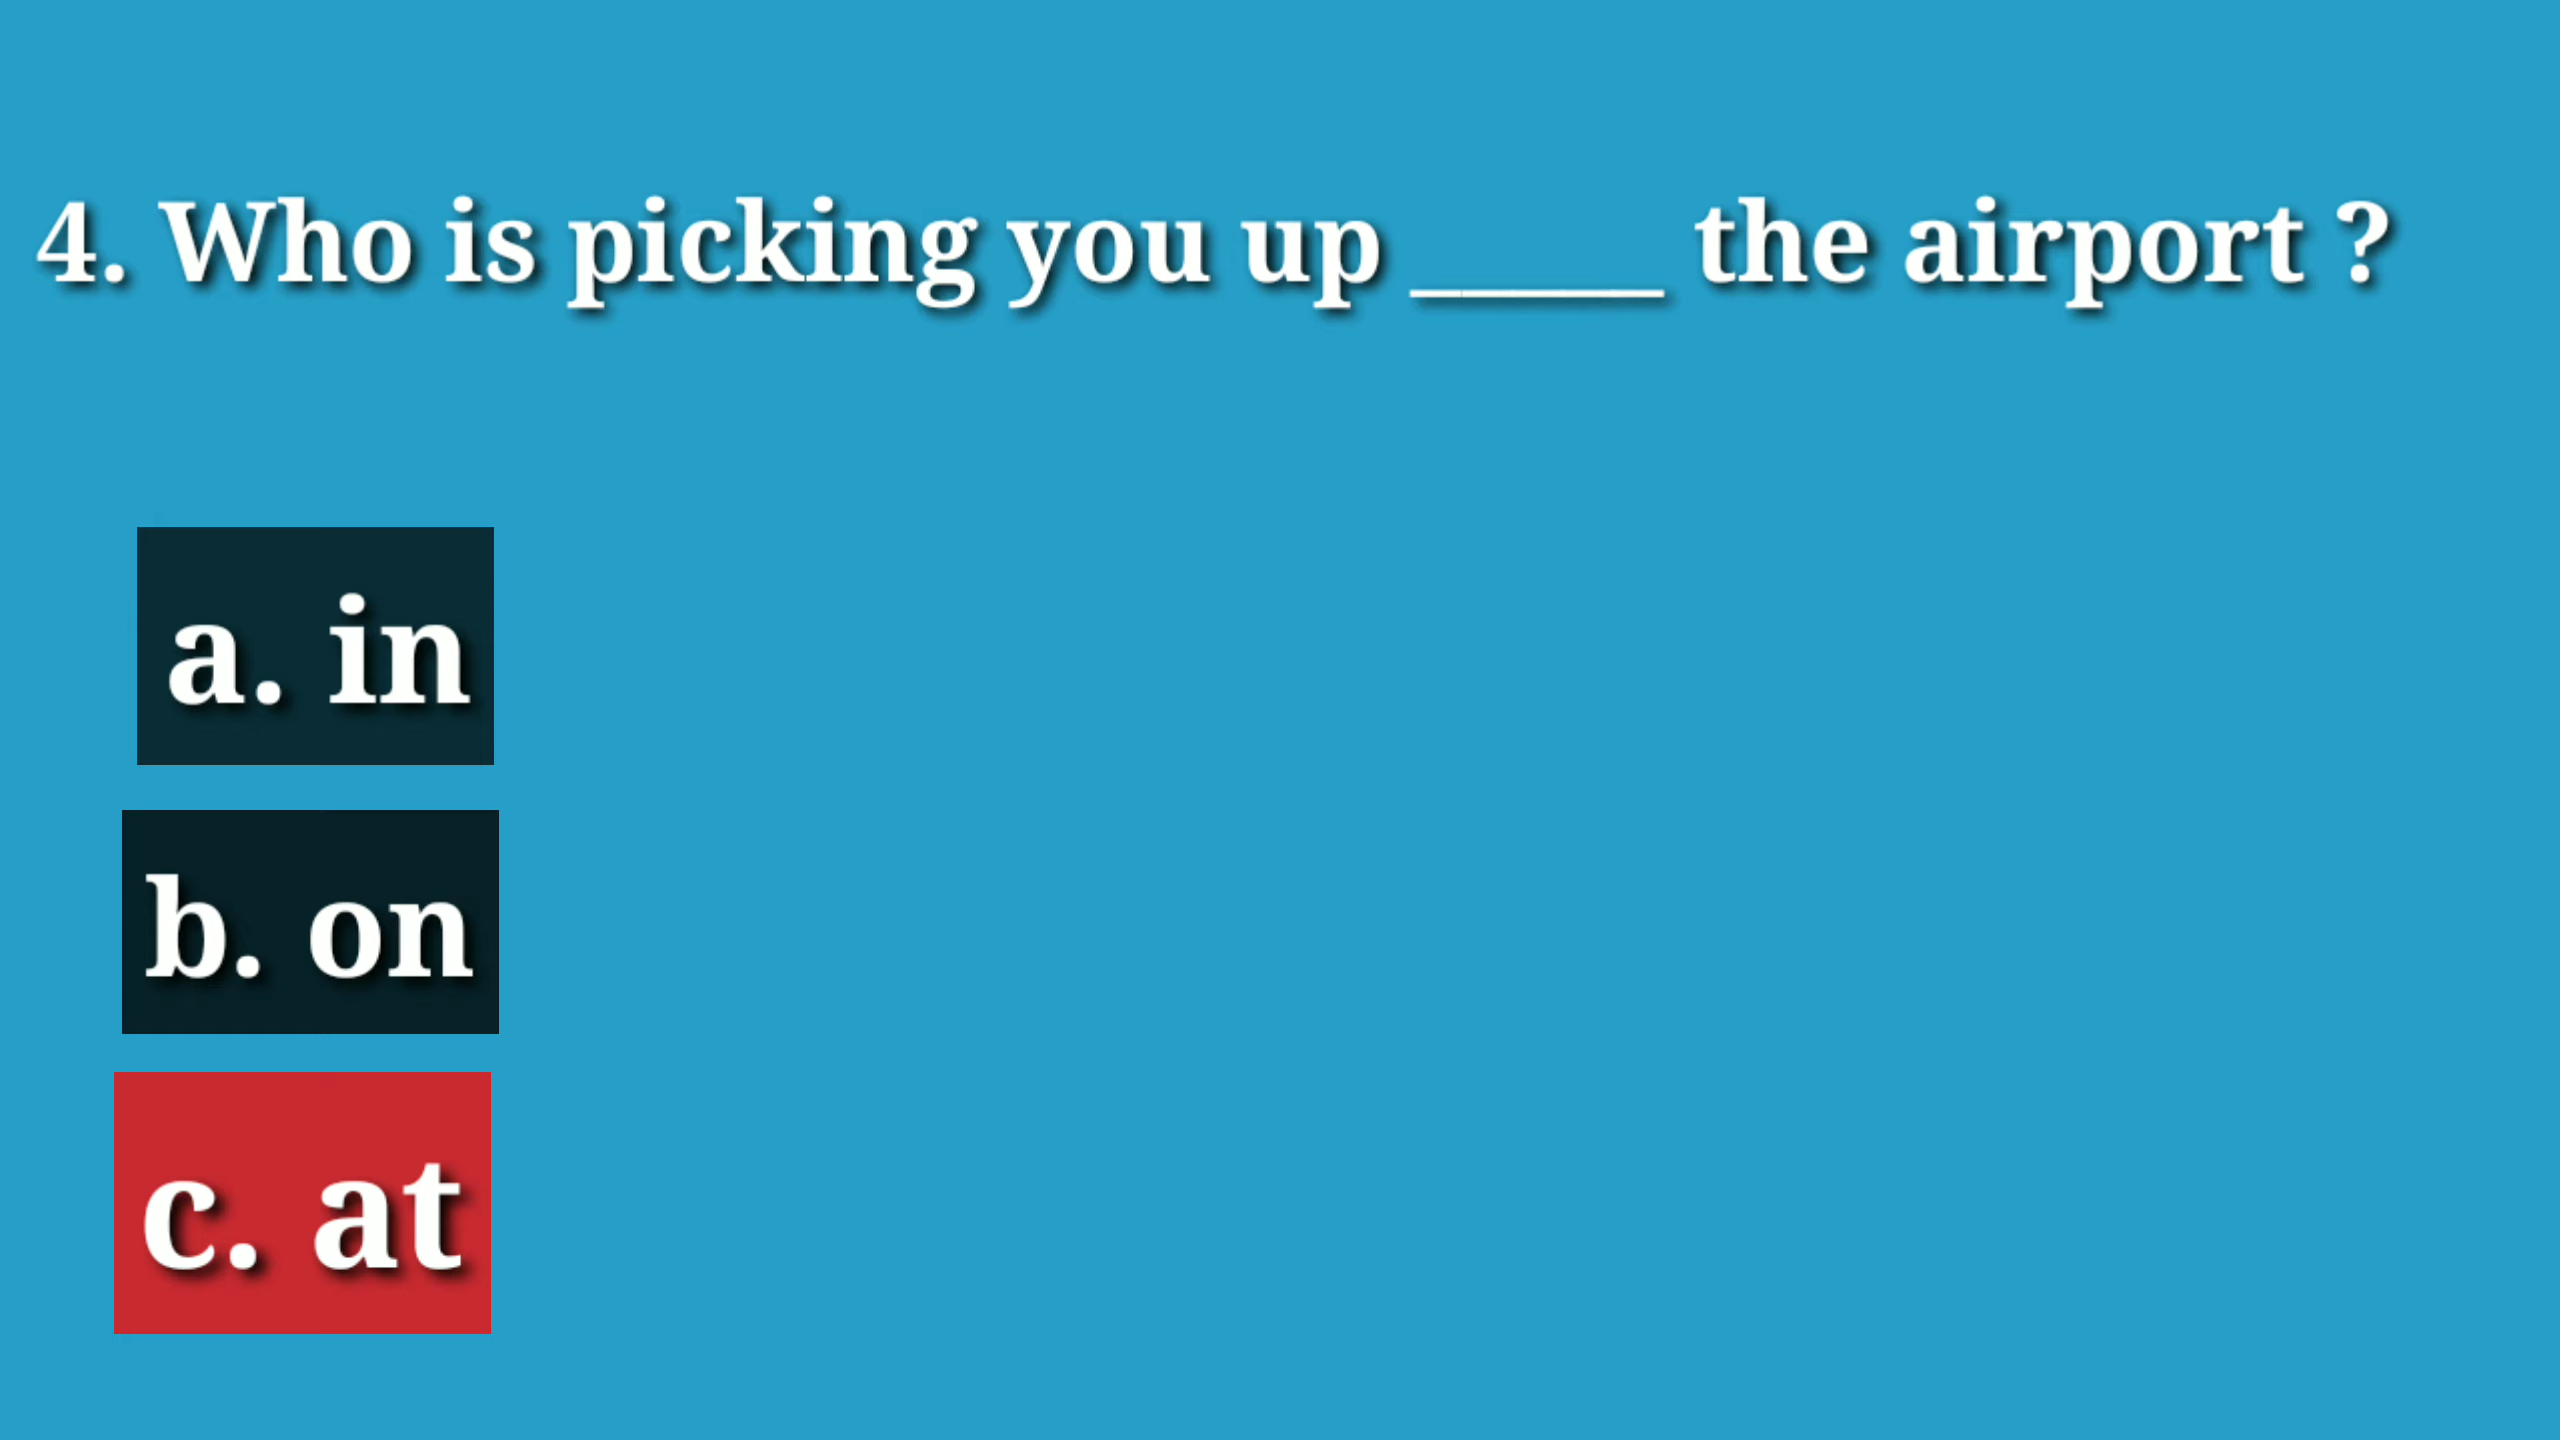 4. Who is picking you up _____ the airport ?
a. in
b. on
c. at